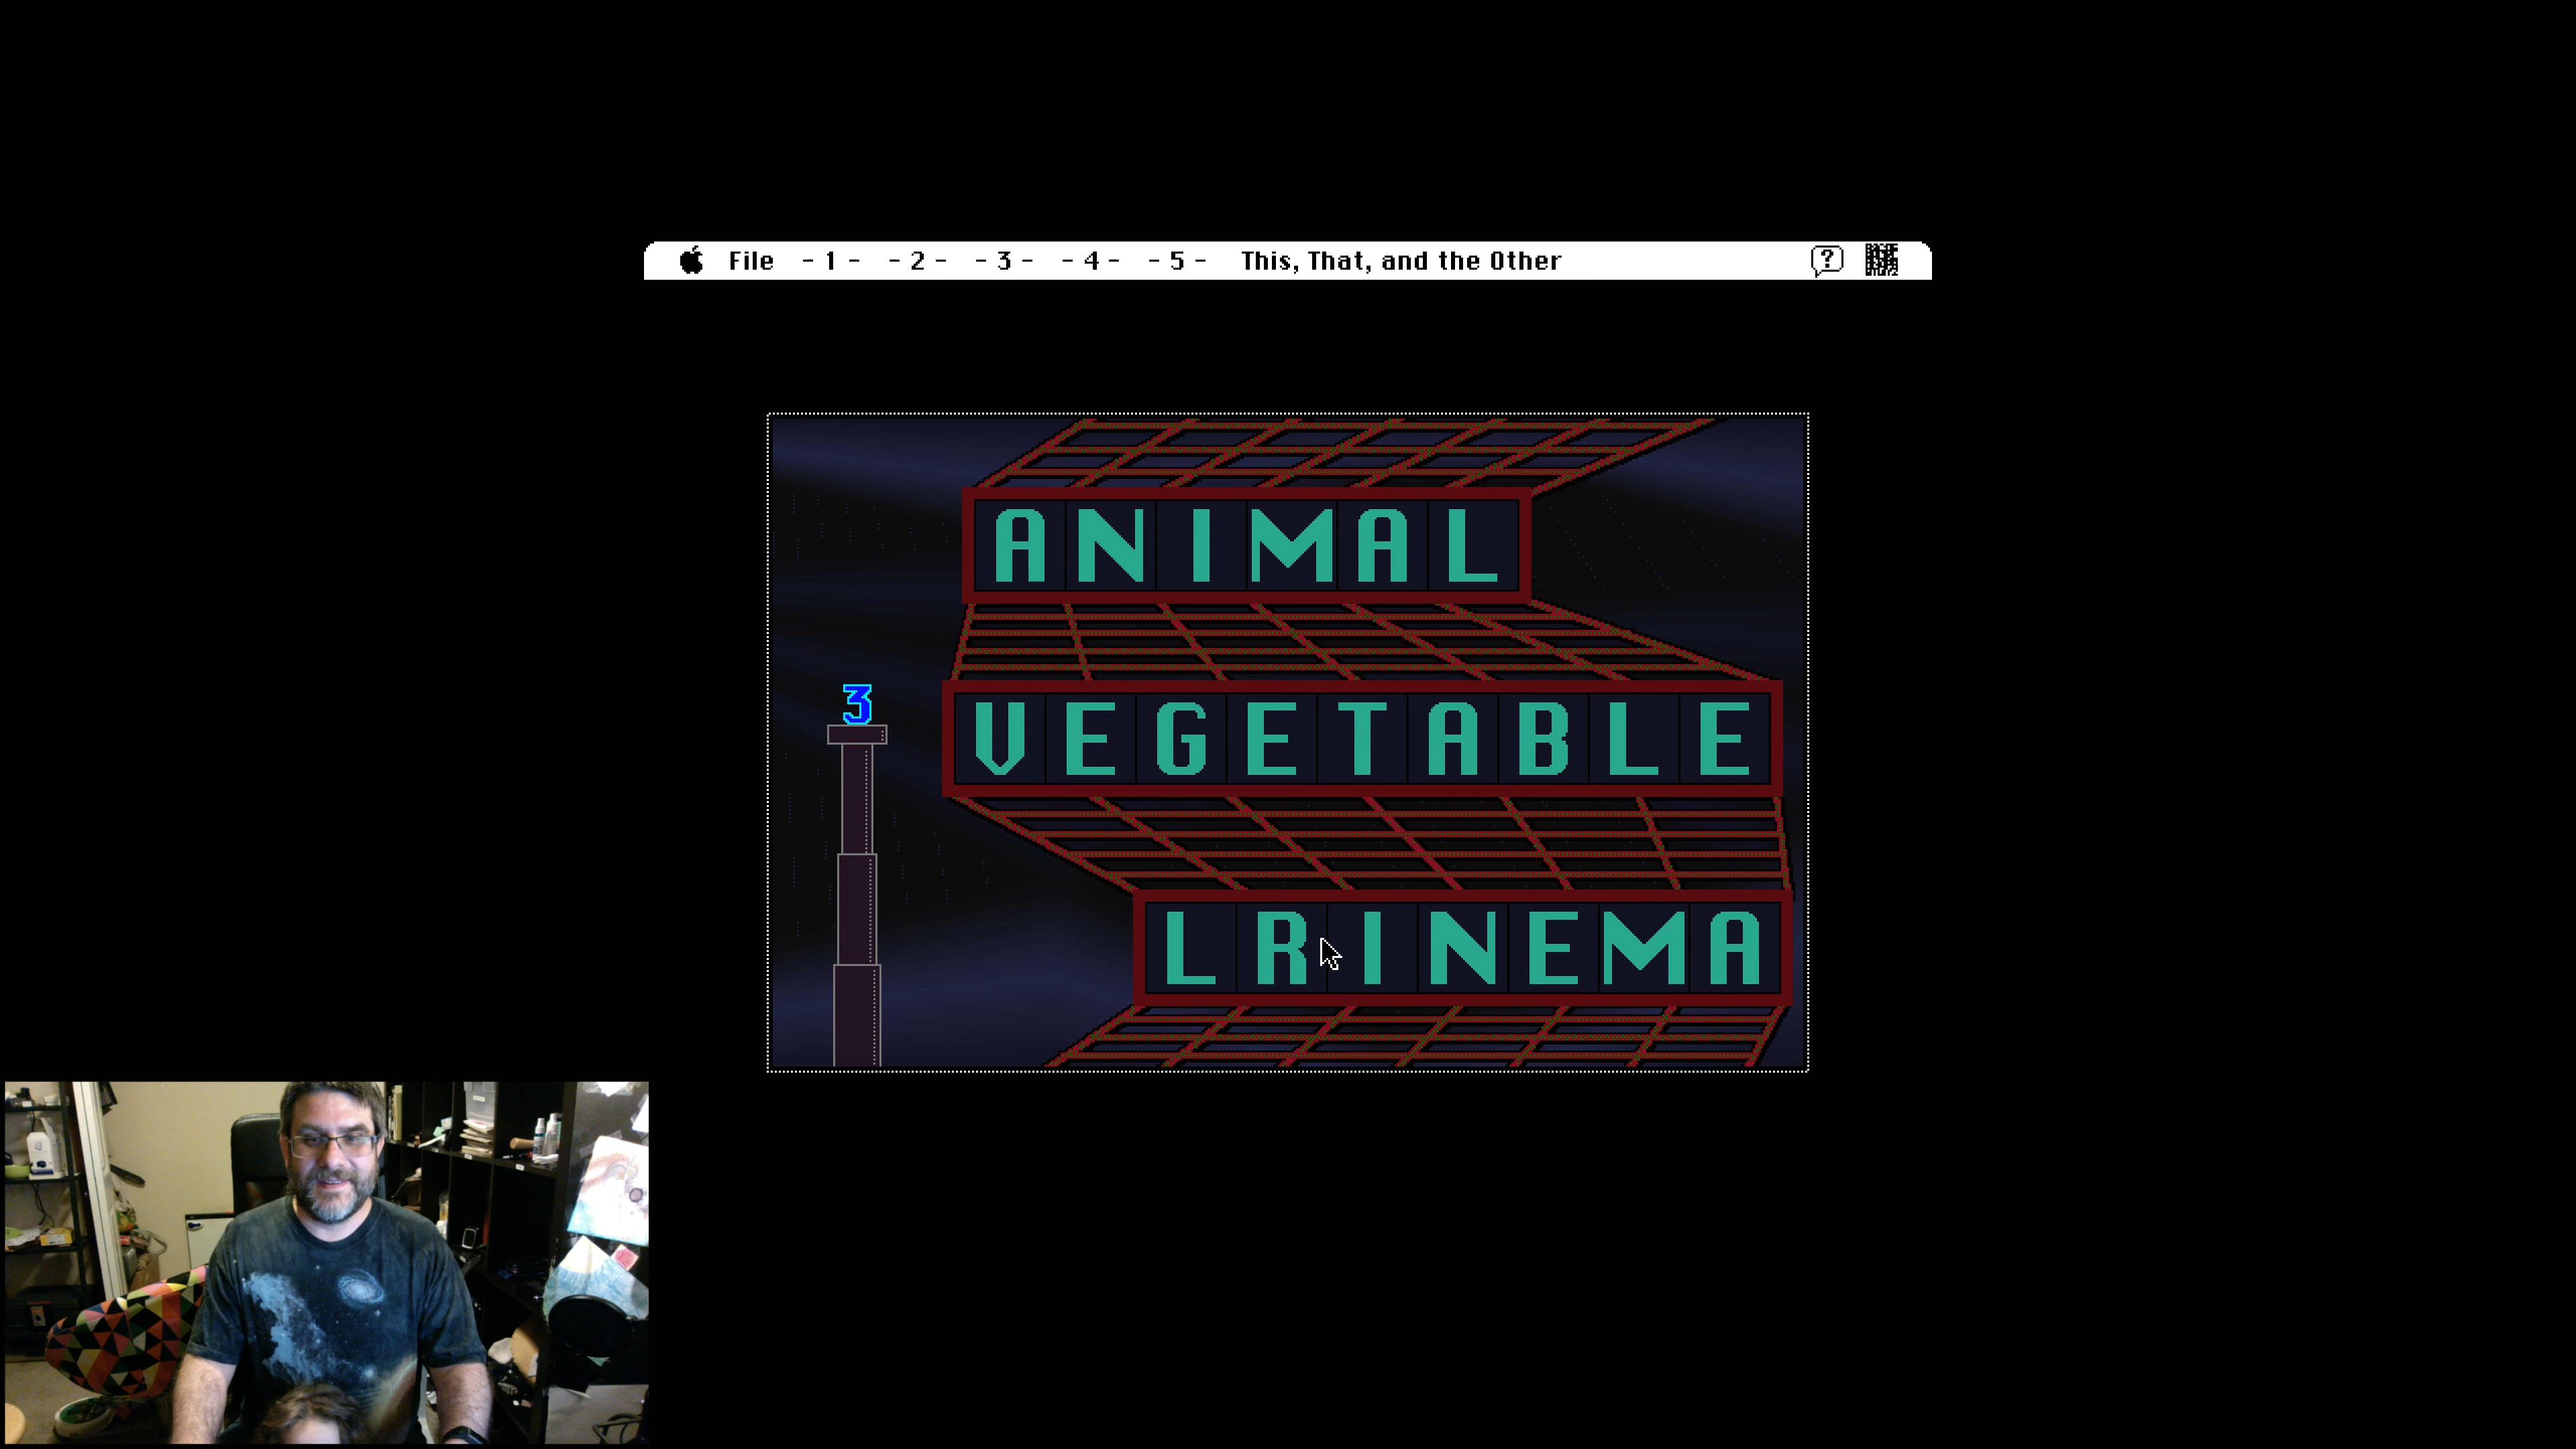 File -1- -2- -3- -4- -5- This, That, and the Other
ANIMAL
3
VEGETABLE
LRINEMA